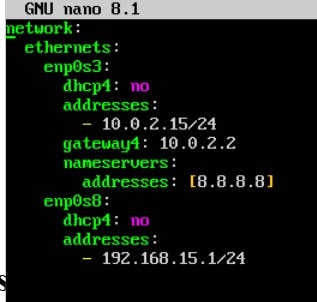 GNU nano 8.1
network:
  ethernets:
    enp0s3:
      dhcp4: no
      addresses:
        - 10.0.2.15/24
      gateway4: 10.0.2.2
      nameservers:
        addresses: [8.8.8.8]
    enp0s8:
      dhcp4: no
      addresses:
        - 192.168.15.1/24